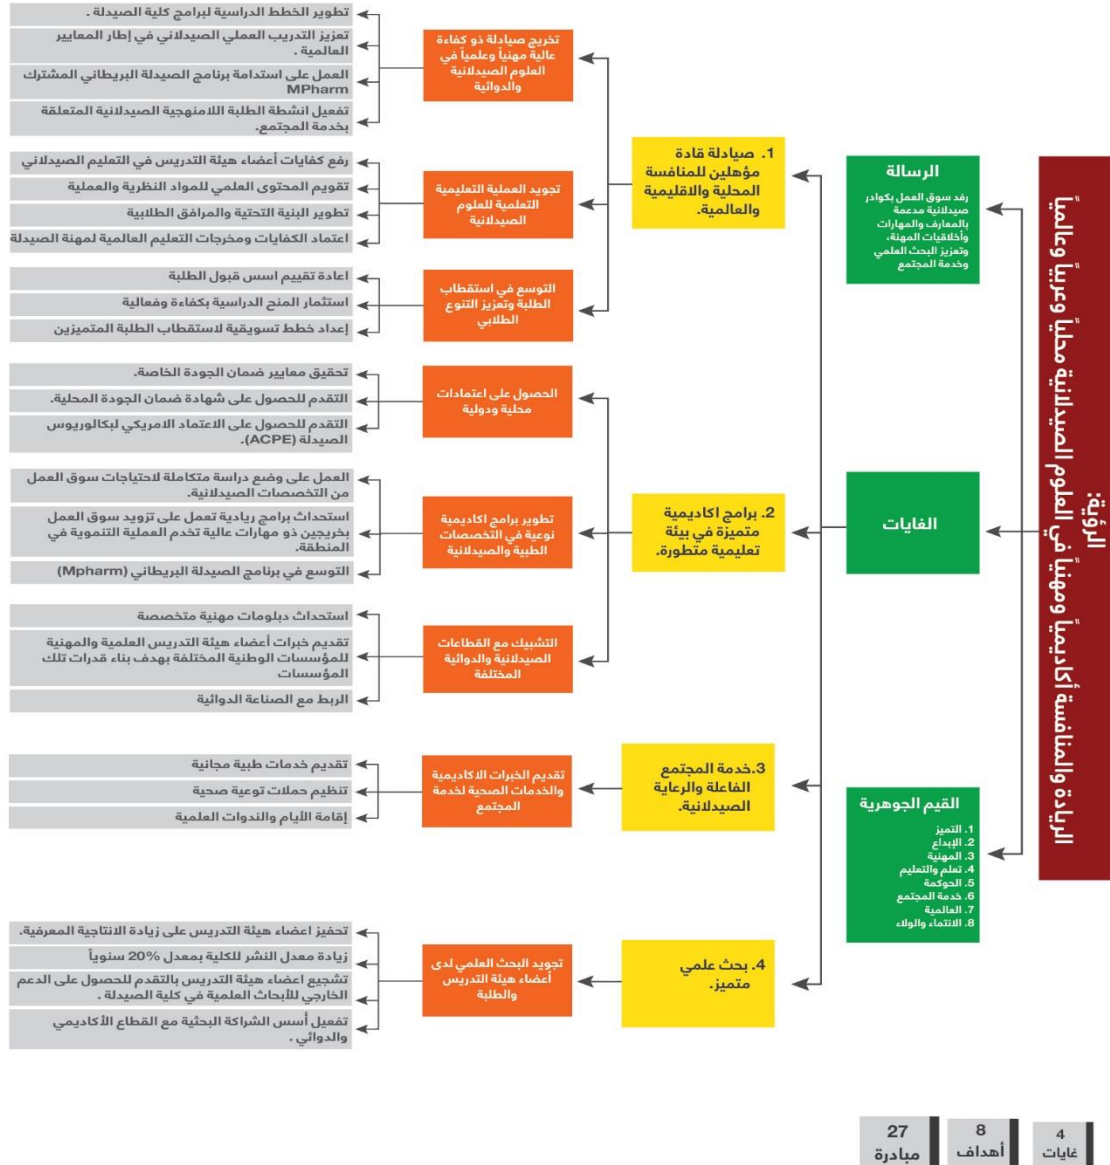 الرؤية:
الريادة والمنافسة أكاديمياً ومهنياً في العلوم الصيدلانية محلياً وعربياً وعالمياً
الرسالة
رفد سوق العمل بكوادر
صيدلانية مدعمة
بالمعارف والمهارات
وأخلاقيات المهنة،
وتعزيز البحث العلمي
وخدمة المجتمع
الغايات
القيم الجوهرية
1. التميز
2. الإبداع
3. المهنية
4. تعلم والتعليم
5. الحوكمة
6. خدمة المجتمع
7. العالمية
8. الانتماء والولاء
1. صيادلة قادة
مؤهلين للمنافسة
المحلية والاقليمية
والعالمية.
تخريج صيادلة ذو كفاءة
عالية مهنياً وعلمياً في
العلوم الصيدلانية
والدوائية
تطوير الخطط الدراسية لبرامج كلية الصيدلة .
تعزيز التدريب العملي الصيدلاني في إطار المعايير
العالمية .
العمل على استدامة برنامج الصيدلة البريطاني المشترك
MPharm
تفعيل انشطة الطلبة اللامنهجية الصيدلانية المتعلقة
بخدمة المجتمع.
تجويد العملية التعليمية
التعلمية للعلوم
الصيدلانية
رفع كفايات أعضاء هيئة التدريس في التعليم الصيدلاني
تقويم المحتوى العلمي للمواد النظرية والعملية
تطوير البنية التحتية والمرافق الطلابية
اعتماد الكفايات ومخرجات التعليم العالمية لمهنة الصيدلة
التوسع في استقطاب
الطلبة وتعزيز التنوع
الطلابي
اعادة تقييم اسس قبول الطلبة
استثمار المنح الدراسية بكفاءة وفعالية
إعداد خطط تسويقية لاستقطاب الطلبة المتميزين
2. برامج اكاديمية
متميزة في بيئة
تعليمية متطورة.
الحصول على اعتمادات
محلية ودولية
تحقيق معايير ضمان الجودة الخاصة.
التقدم للحصول على شهادة ضمان الجودة المحلية.
التقدم للحصول على الاعتماد الامريكي لبكالوريوس
الصيدلة (ACPE).
تطوير برامج اكاديمية
نوعية في التخصصات
الطبية والصيدلانية
العمل على وضع دراسة متكاملة لاحتياجات سوق العمل
من التخصصات الصيدلانية.
استحداث برامج ريادية تعمل على تزويد سوق العمل
بخريجين ذو مهارات عالية تخدم العملية التنموية في
المنطقة.
التوسع في برنامج الصيدلة البريطاني (Mpharm)
التشبيك مع القطاعات
الصيدلانية والدوائية
المختلفة
استحداث دبلومات مهنية متخصصة
تقديم خبرات أعضاء هيئة التدريس العلمية والمهنية
للمؤسسات الوطنية المختلفة بهدف بناء قدرات تلك
المؤسسات
الربط مع الصناعة الدوائية
3.خدمة المجتمع
الفاعلة والرعاية
الصيدلانية.
تقديم الخبرات الاكاديمية
والخدمات الصحية لخدمة
المجتمع
تقديم خدمات طبية مجانية
تنظيم حملات توعية صحية
إقامة الأيام والندوات العلمية
4. بحث علمي
متميز.
تجويد البحث العلمي لدى
أعضاء هيئة التدريس
والطلبة
تحفيز اعضاء هيئة التدريس على زيادة الانتاجية المعرفية.
زيادة معدل النشر للكلية بمعدل 20% سنوياً
تشجيع اعضاء هيئة التدريس بالتقدم للحصول على الدعم
الخارجي للأبحاث العلمية في كلية الصيدلة .
تفعيل أسس الشراكة البحثية مع القطاع الأكاديمي
والدوائي .
4
غايات
8
أهداف
27
مبادرة